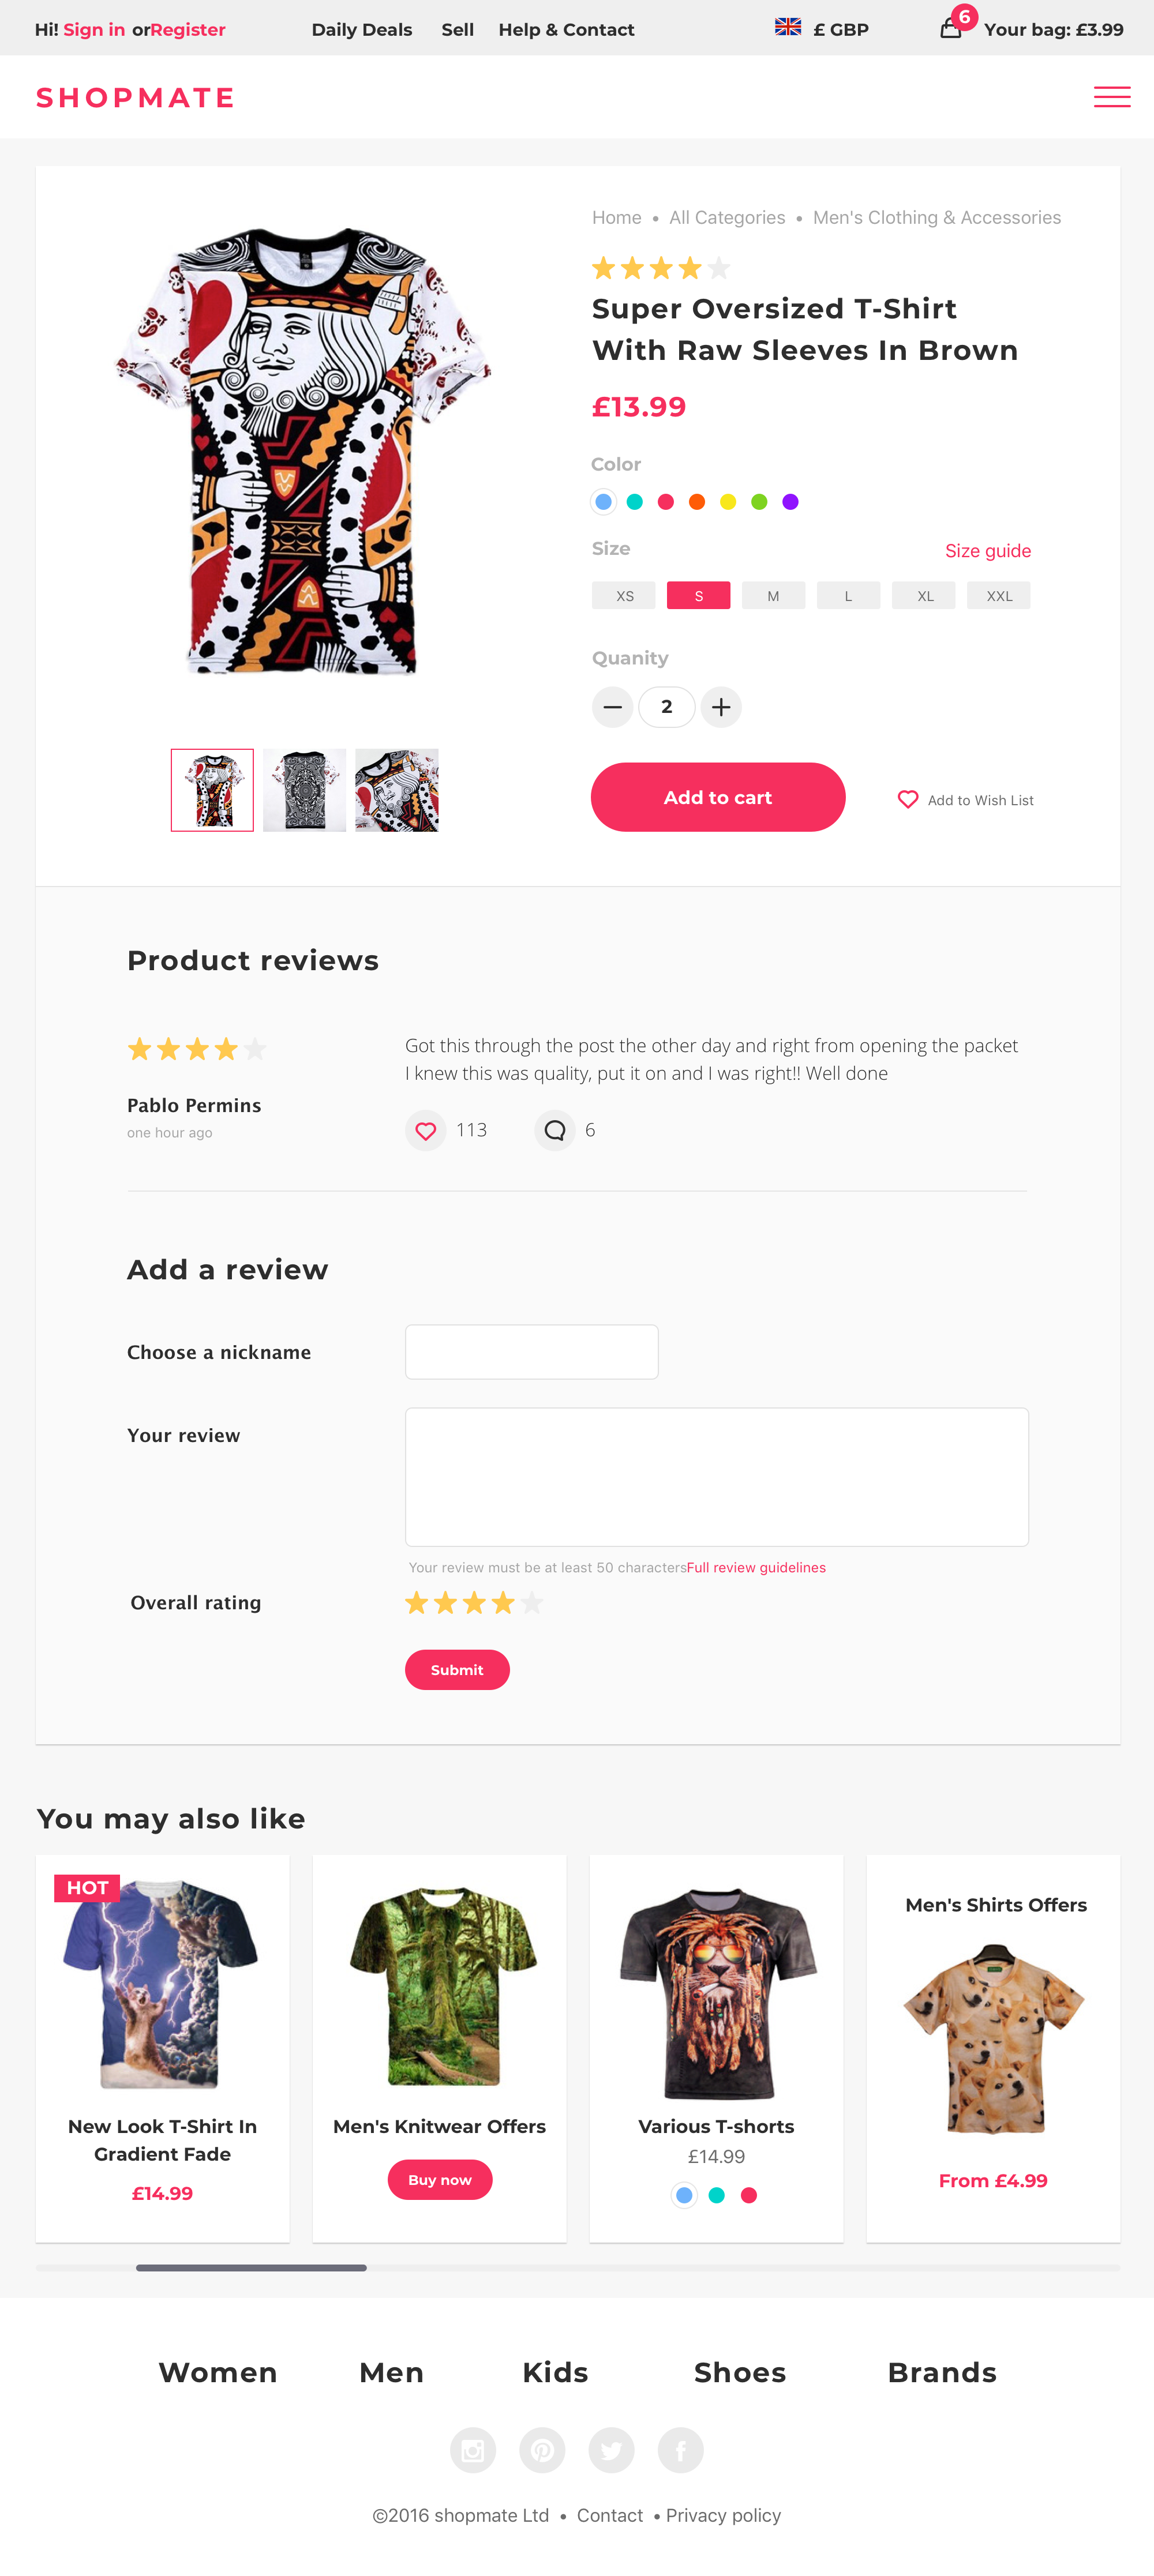 Hi! Sign in orRegister
Daily Deals
Sell
Help & Contact
£ GBP
6
Your bag: £3.99
SHOPMATE
Home • All Categories • Men's Clothing & Accessories
Super Oversized T-Shirt
With Raw Sleeves In Brown
£13.99
Color
Size
Size guide
XS
S
M
L
XL
XXL
Quanity
2
Add to cart
Add to Wish List
Product reviews
Got this through the post the other day and right from opening the packet
I knew this was quality, put it on and I was right!! Well done
Pablo Permins
one hour ago
113
6
Add a review
Choose a nickname
Your review
Your review must be at least 50 charactersFull review guidelines
Overall rating
Submit
You may also like
HOT
New Look T-Shirt In
Gradient Fade
£14.99
Men's Knitwear Offers
Buy now
Various T-shorts
£14.99
Men's Shirts Offers
From £4.99
Women
Men
Kids
Shoes
Brands
©2016 shopmate Ltd • Contact • Privacy policy